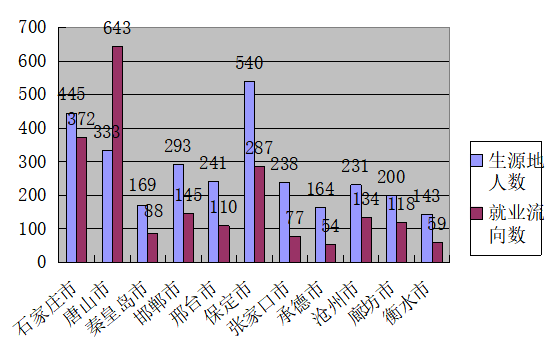 700
600
500
400
300
200
100
0
445
372
333
643
169
88
293
145
241
110
540
287
238
77
164
54
231
134
200
118
143
59
石家庄市
唐山市
秦皇岛市
邯郸市
邢台市
保定市
张家口市
承德市
沧州市
廊坊市
衡水市
生源地
人数
就业流
向数